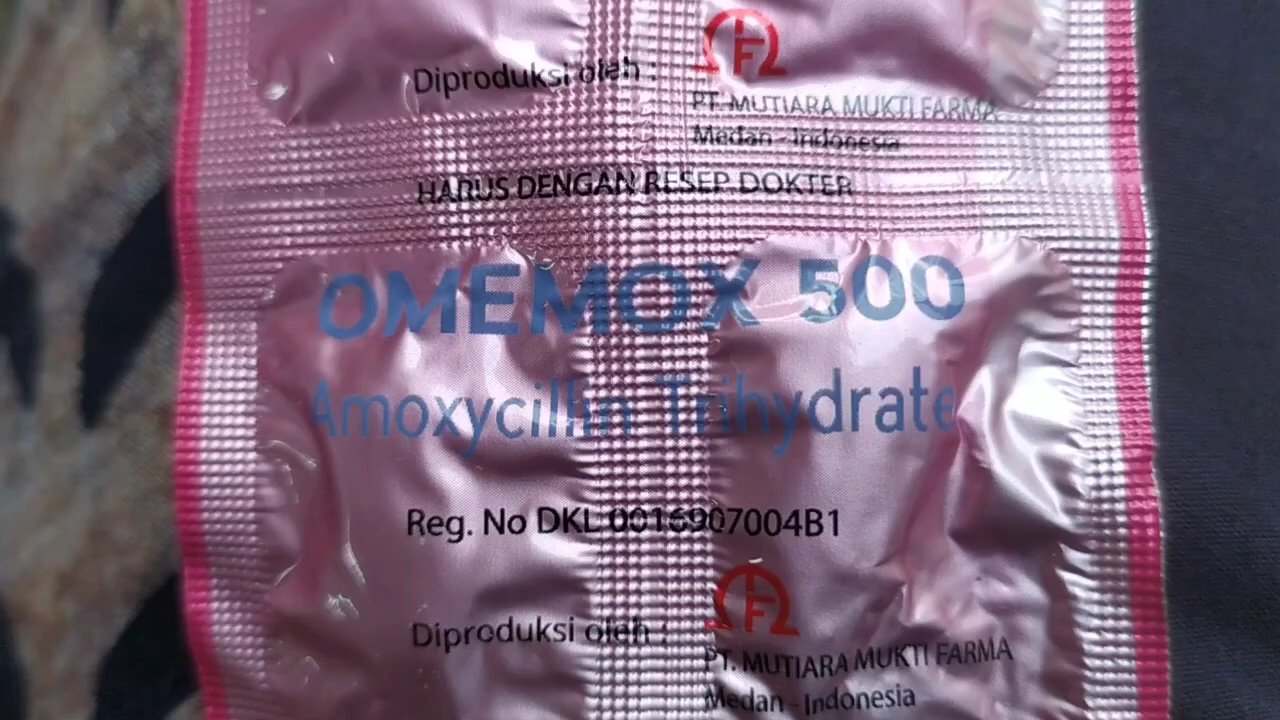 Diproduksi oleh :
PT. MUTIARA MUKTI FARMA
Medan - Indonesia
HARUS DENGAN RESEP DOKTER
OMEMOX 500
Amoxycillin Trihydrate
Reg. No DKL 0016907004B1
Diproduksi oleh :
PT. MUTIARA MUKTI FARMA
Medan - Indonesia